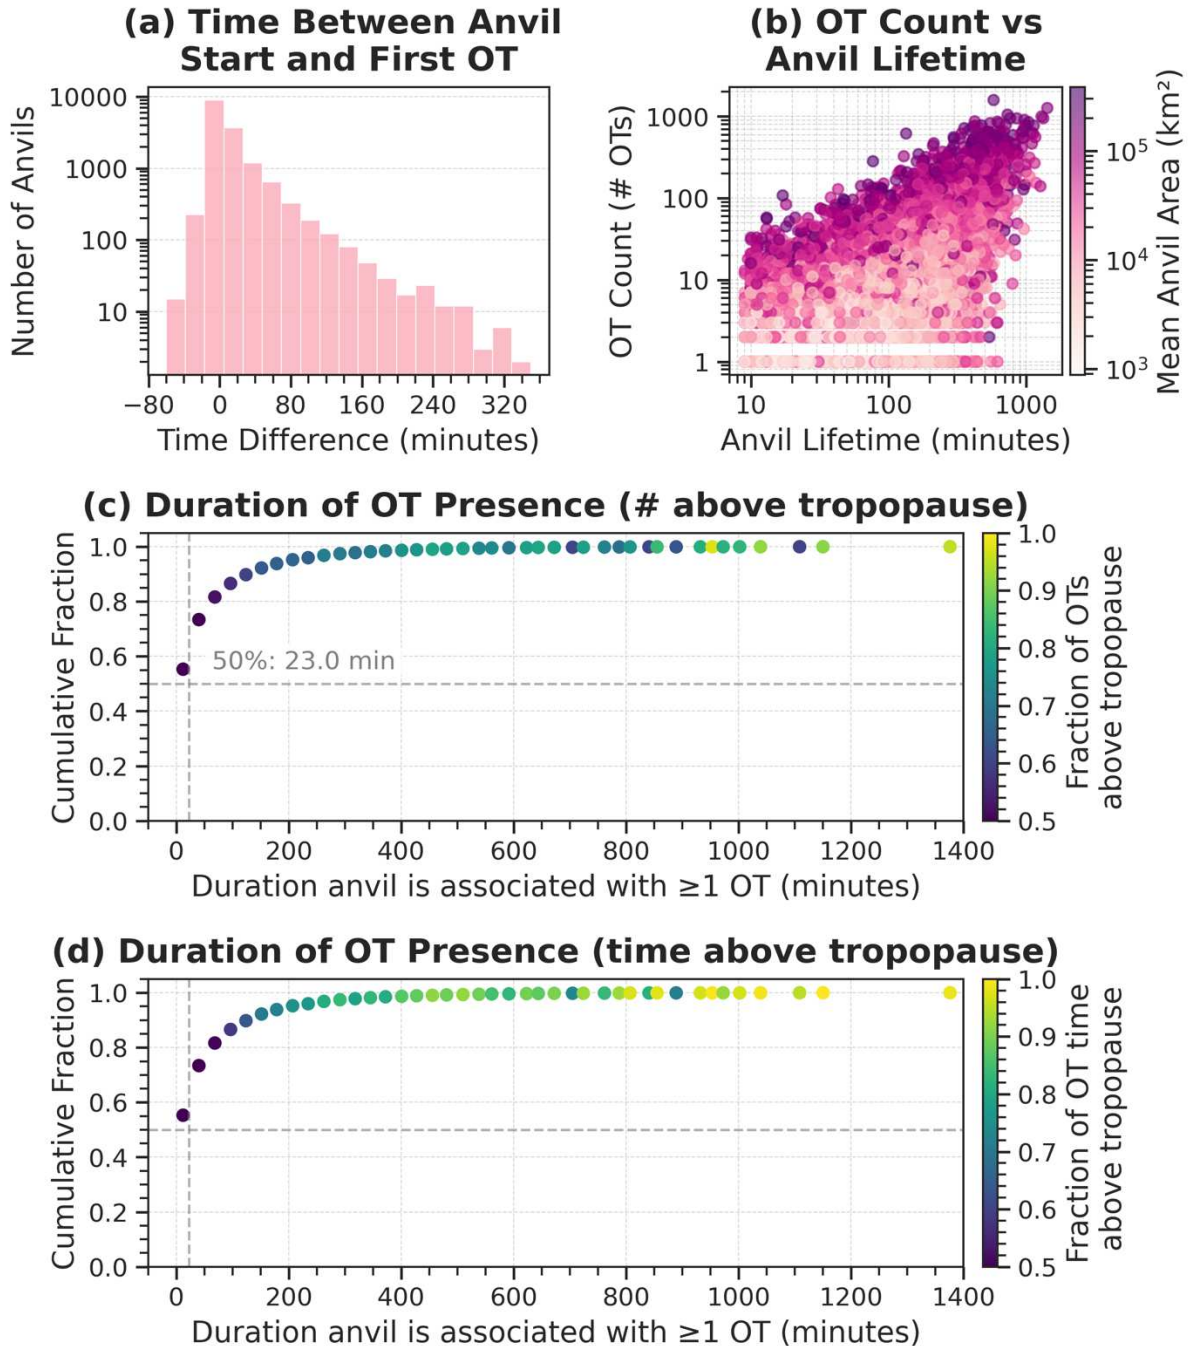 (a) Time Between Anvil
Start and First OT
Number of Anvils
10000
1000
100
10
−80 0 80 160 240 320
Time Difference (minutes)
(b) OT Count vs
Anvil Lifetime
OT Count (# OTs)
1000
100
10
1
10 100 1000
Anvil Lifetime (minutes)
10⁵
10⁴
10³
Mean Anvil Area (km²)
(c) Duration of OT Presence (# above tropopause)
Cumulative Fraction
1.0
0.8
0.6
0.4
0.2
0.0
50%: 23.0 min
0 200 400 600 800 1000 1200 1400
Duration anvil is associated with ≥1 OT (minutes)
1.0
0.9
0.8
0.7
0.6
0.5
Fraction of OTs
above tropopause
(d) Duration of OT Presence (time above tropopause)
Cumulative Fraction
1.0
0.8
0.6
0.4
0.2
0.0
0 200 400 600 800 1000 1200 1400
Duration anvil is associated with ≥1 OT (minutes)
1.0
0.9
0.8
0.7
0.6
0.5
Fraction of OT time
above tropopause